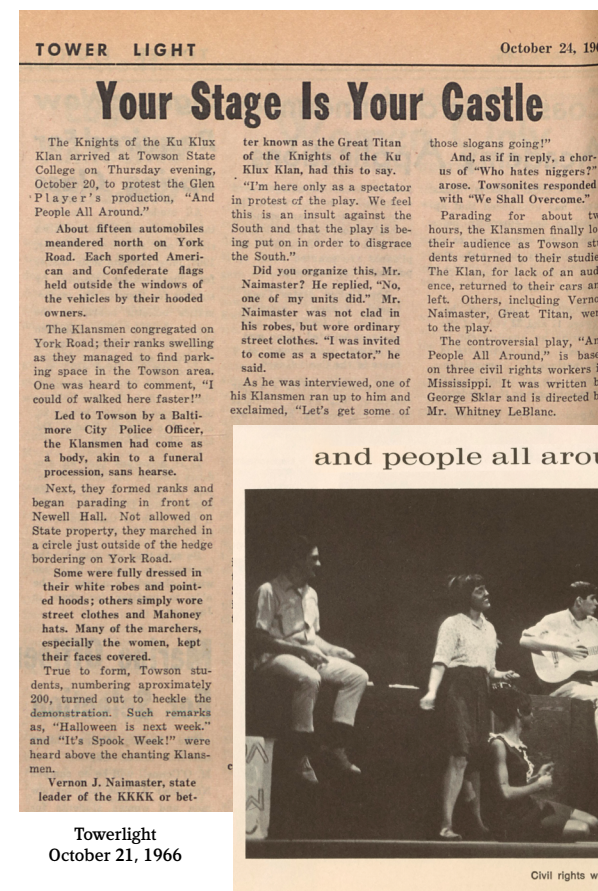 TOWER LIGHT
October 24, 19
Your Stage Is Your Castle
The Knights of the Ku Klux
Klan arrived at Towson State
College on Thursday evening,
October 20, to protest the Glen
Player's production, "And
People All Around."
About fifteen automobiles
meandered north on York
Road. Each sported Ameri-
can and Confederate flags
held outside the windows of
the vehicles by their hooded
owners.
The Klansmen congregated on
York Road; their ranks swelling
as they managed to find park-
ing space in the Towson area.
One was heard to comment, "I
could of walked here faster!"
Led to Towson by a Balti-
more City Police Officer,
the Klansmen had come as
a body, akin to a funeral
procession, sans hearse.
Next, they formed ranks and
began parading in front of
Newell Hall. Not allowed on
State property, they marched in
a circle just outside of the hedge
bordering on York Road.
Some were fully dressed in
their white robes and point-
ed hoods; others simply wore
street clothes and Mahoney
hats. Many of the marchers,
especially the women, kept
their faces covered.
True to form, Towson stu-
dents, numbering aproximately
200, turned out to heckle the
demonstration. Such remarks
as, "Halloween is next week."
and "It's Spook Week!" were
heard above the chanting Klans-
men.
Vernon J. Naimaster, state
leader of the KKKK or bet-
ter known as the Great Titan
of the Knights of the Ku
Klux Klan, had this to say.
"I'm here only as a spectator
in protest of the play. We feel
this is an insult against the
South and that the play is be-
ing put on in order to disgrace
the South."
Did you organize this, Mr.
Naimaster? He replied, "No,
one of my units did." Mr.
Naimaster was not clad in
his robes, but wore ordinary
street clothes. "I was invited
to come as a spectator," he
said.
As he was interviewed, one of
his Klansmen ran up to him and
exclaimed, "Let's get some of
those slogans going!"
And, as if in reply, a chor-
us of "Who hates niggers?"
arose. Towsonites responded
with "We Shall Overcome."
Parading for about tw
hours, the Klansmen finally lo
their audience as Towson stu
dents returned to their studie
The Klan, for lack of an aud
ence, returned to their cars an
left. Others, including Verno
Naimaster, Great Titan, wer
to the play.
The controversial play, "An
People All Around," is base
on three civil rights workers i
Mississippi. It was written b
George Sklar and is directed b
Mr. Whitney LeBlanc.
and people all arou
Civil rights w
Towerlight
October 21, 1966